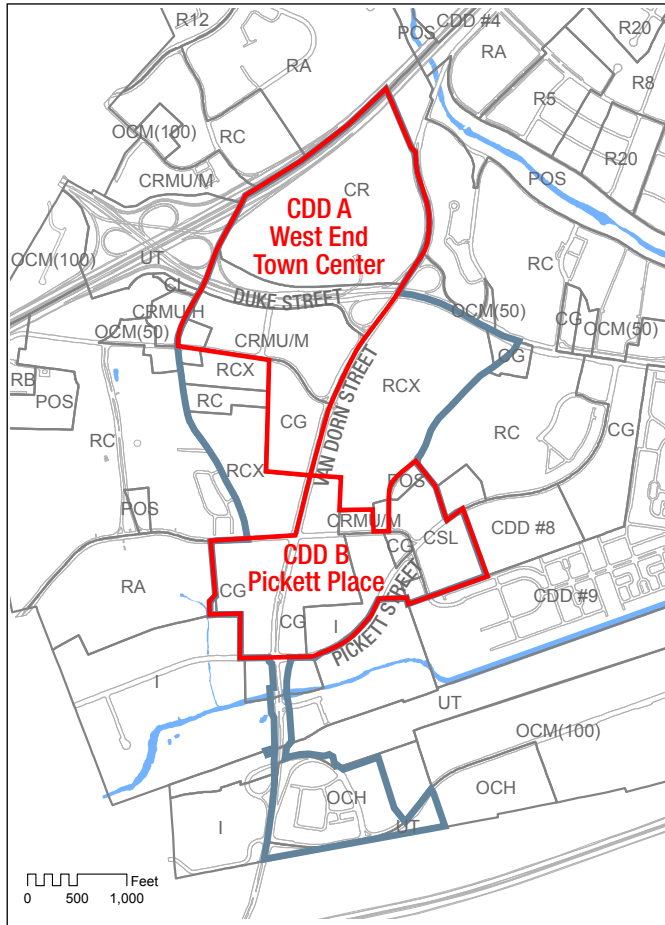 R12
POS
CDD #4
R20
RA
RA
R8
R5
OCM(100)
RC
R20
CRMU/M
POS
CR
CDD A
West End
Town Center
OCM(100)
UT
RC
CL
DUKE STREET
CRMU/H
OCM(50)
OCM(50)
CRMU/M
CG
OCM(50)
CG
RCX
RB
POS
RC
RCX
VAN DORN STREET
CG
RC
RC
CG
RCX
POS
POS
CRMU/M
CG
CSL
CDD #8
CDD B
Pickett Place
RA
CG
CDD #9
CG
I
PICKETT STREET
I
UT
OCM(100)
OCH
OCH
I
UT
Feet
0 500 1,000